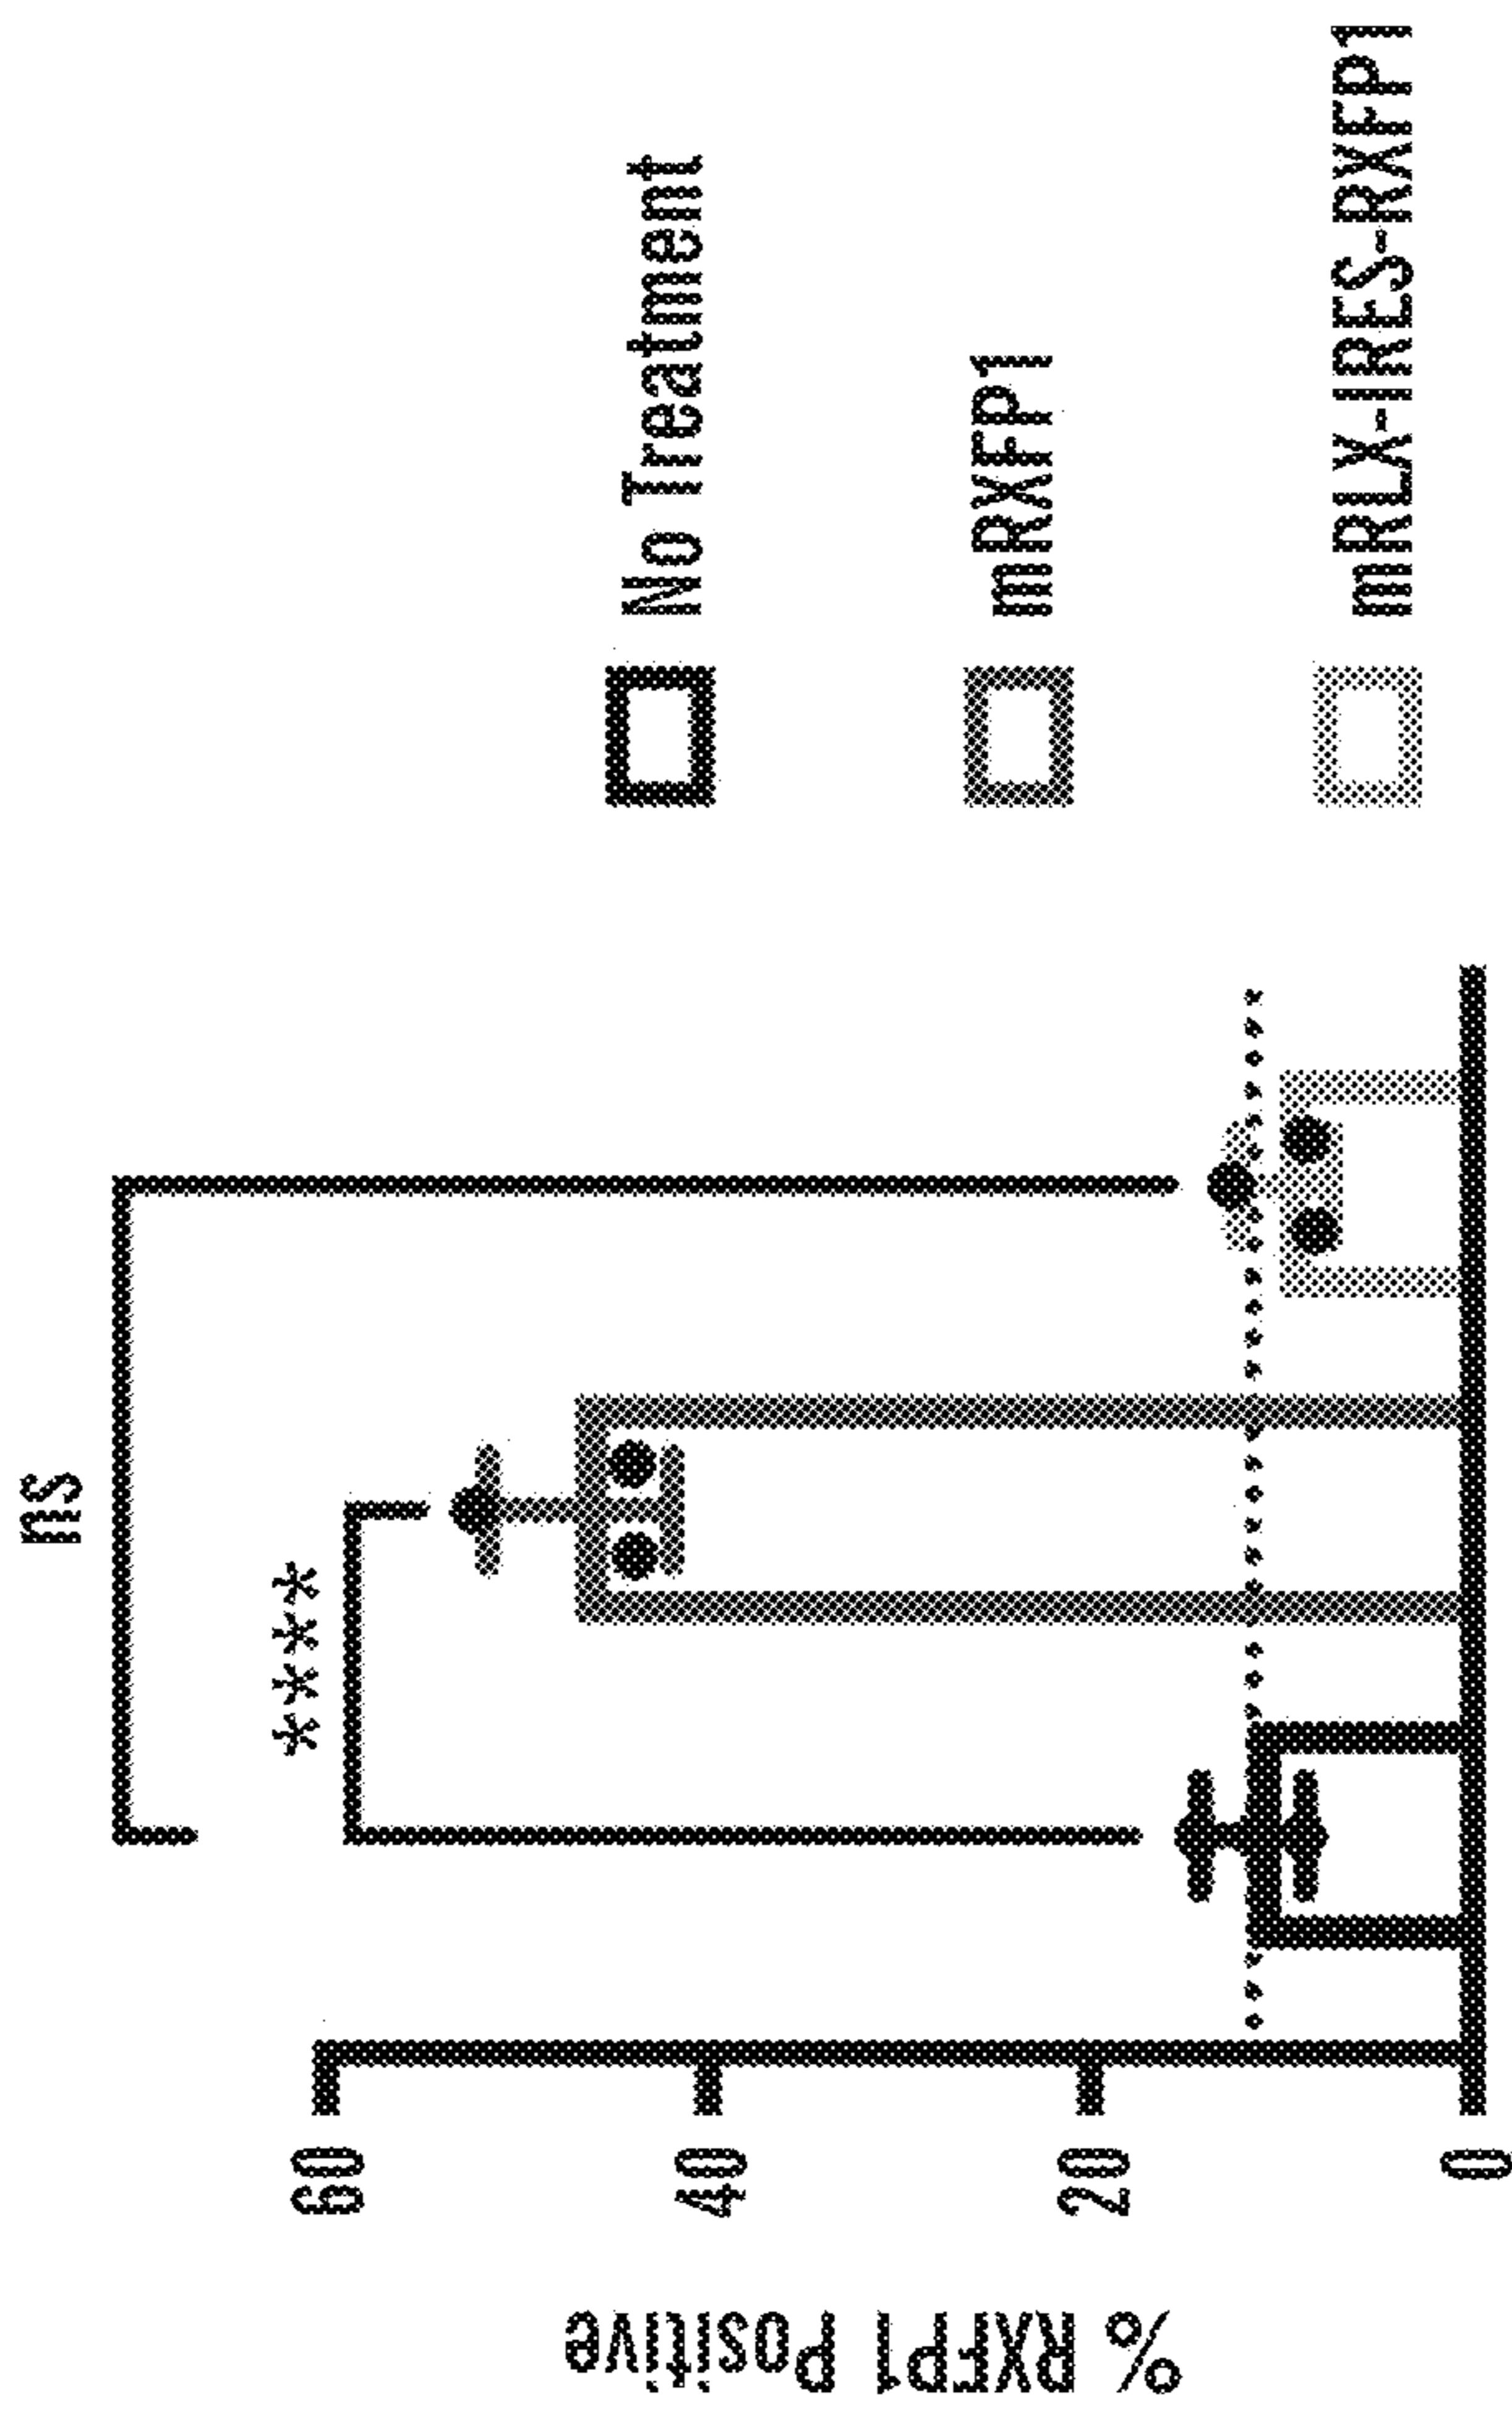 ns
****
% RXFP1 Positive
60
40
20
0
No Treatment
mRXFP1
mRLX-IRES-RXFP1